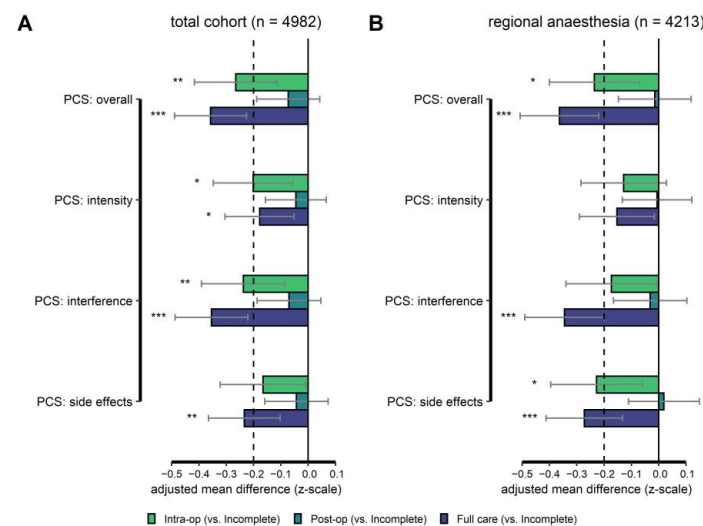 A total cohort (n = 4982)
** PCS: overall
***
* PCS: intensity
*
** PCS: interference
***
PCS: side effects
**
−0.5 −0.4 −0.3 −0.2 −0.1 0.0 0.1
adjusted mean difference (z-scale)
B regional anaesthesia (n = 4213)
* PCS: overall
***
PCS: intensity
PCS: interference
***
* PCS: side effects
***
−0.5 −0.4 −0.3 −0.2 −0.1 0.0 0.1
adjusted mean difference (z-scale)
Intra-op (vs. Incomplete) Post-op (vs. Incomplete) Full care (vs. Incomplete)